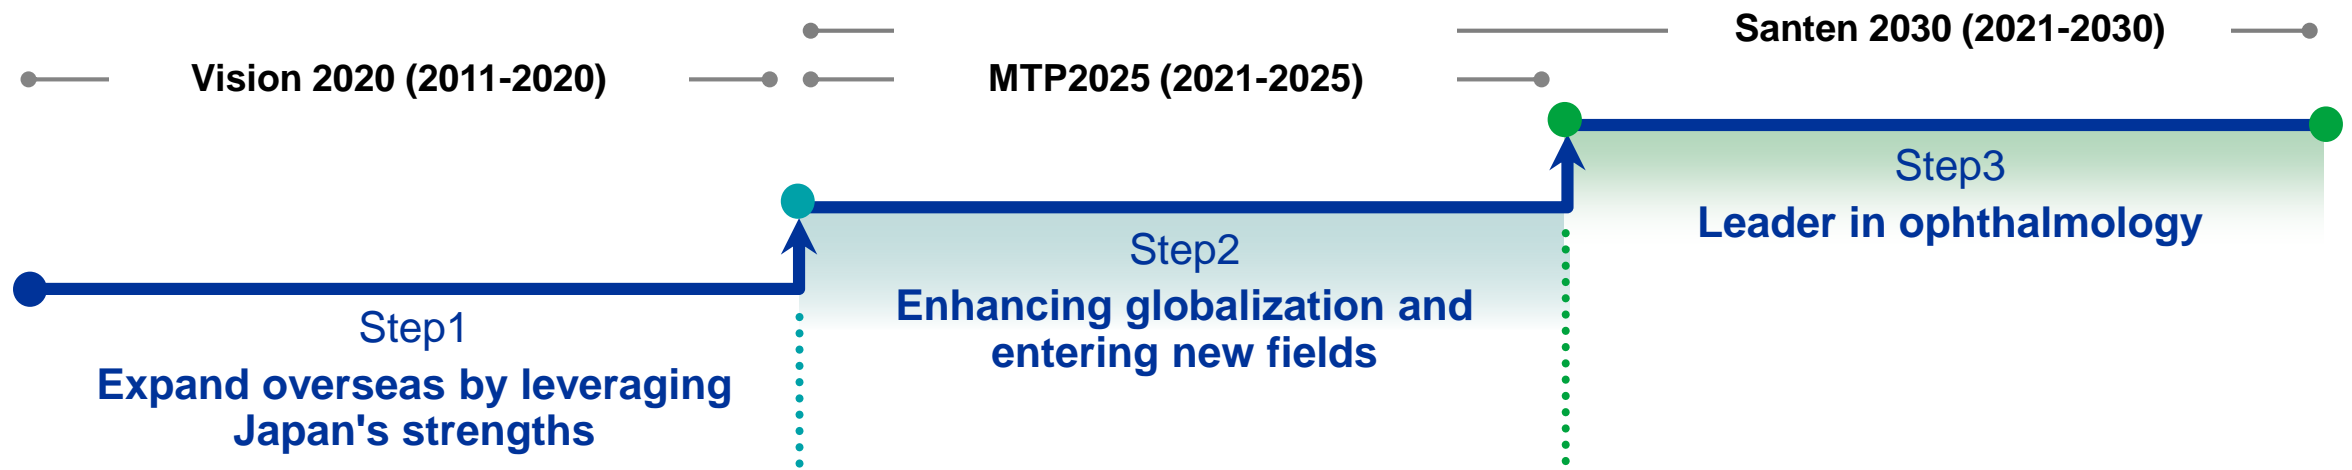 Santen 2030 (2021-2030)
Vision 2020 (2011-2020)
MTP2025 (2021-2025)
Step1
Expand overseas by leveraging
Japan's strengths
Step2
Enhancing globalization and
entering new fields
Step3
Leader in ophthalmology